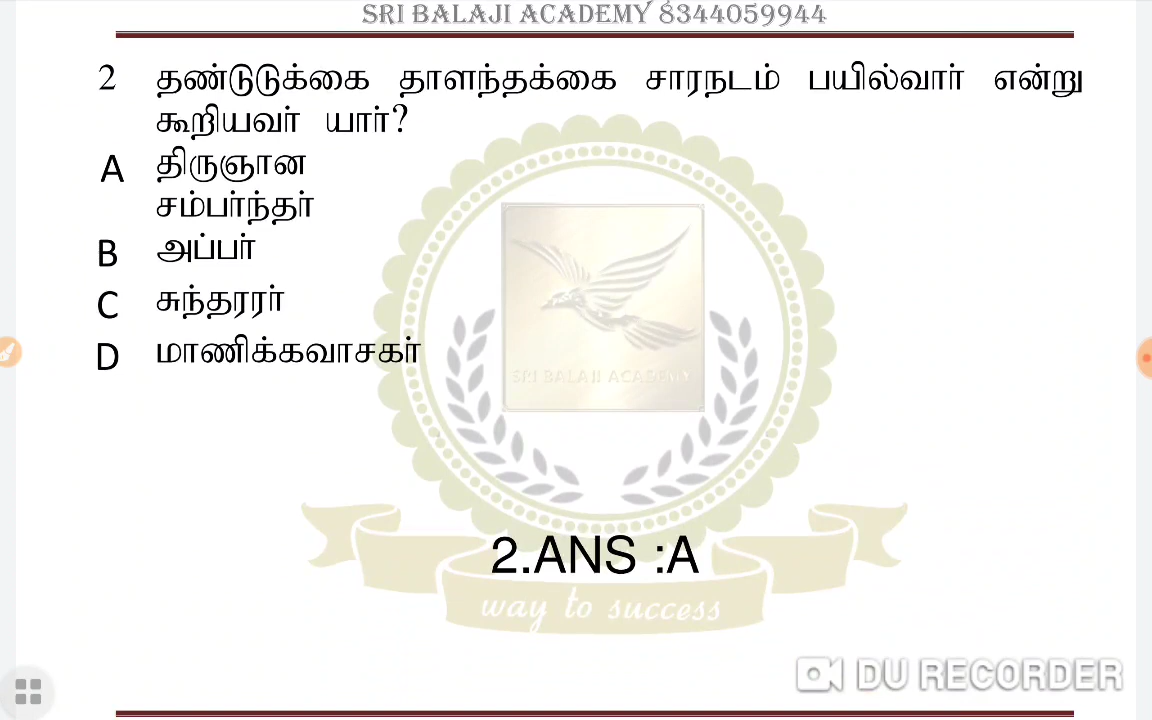 SRI BALAJI ACADEMY 8344059944
2 தண்டுடுக்கை தாளந்தக்கை சாரநடம் பயில்வார் என்று
கூறியவர் யார்?
A திருஞான
சம்பர்ந்தர்
B அப்பர்
C சுந்தரரர்
D மாணிக்கவாசகர்
SRI BALAJI ACADEMY
2.ANS :A
way to success
DU RECORDER